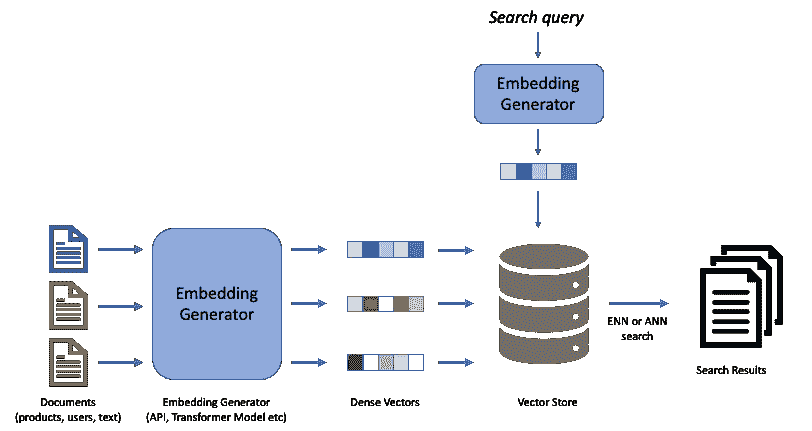 Search query
Embedding
Generator
Embedding
Generator
ENN or ANN
search
Documents
(products, users, text)
Embedding Generator
(API, Transformer Model etc)
Dense Vectors
Vector Store
Search Results